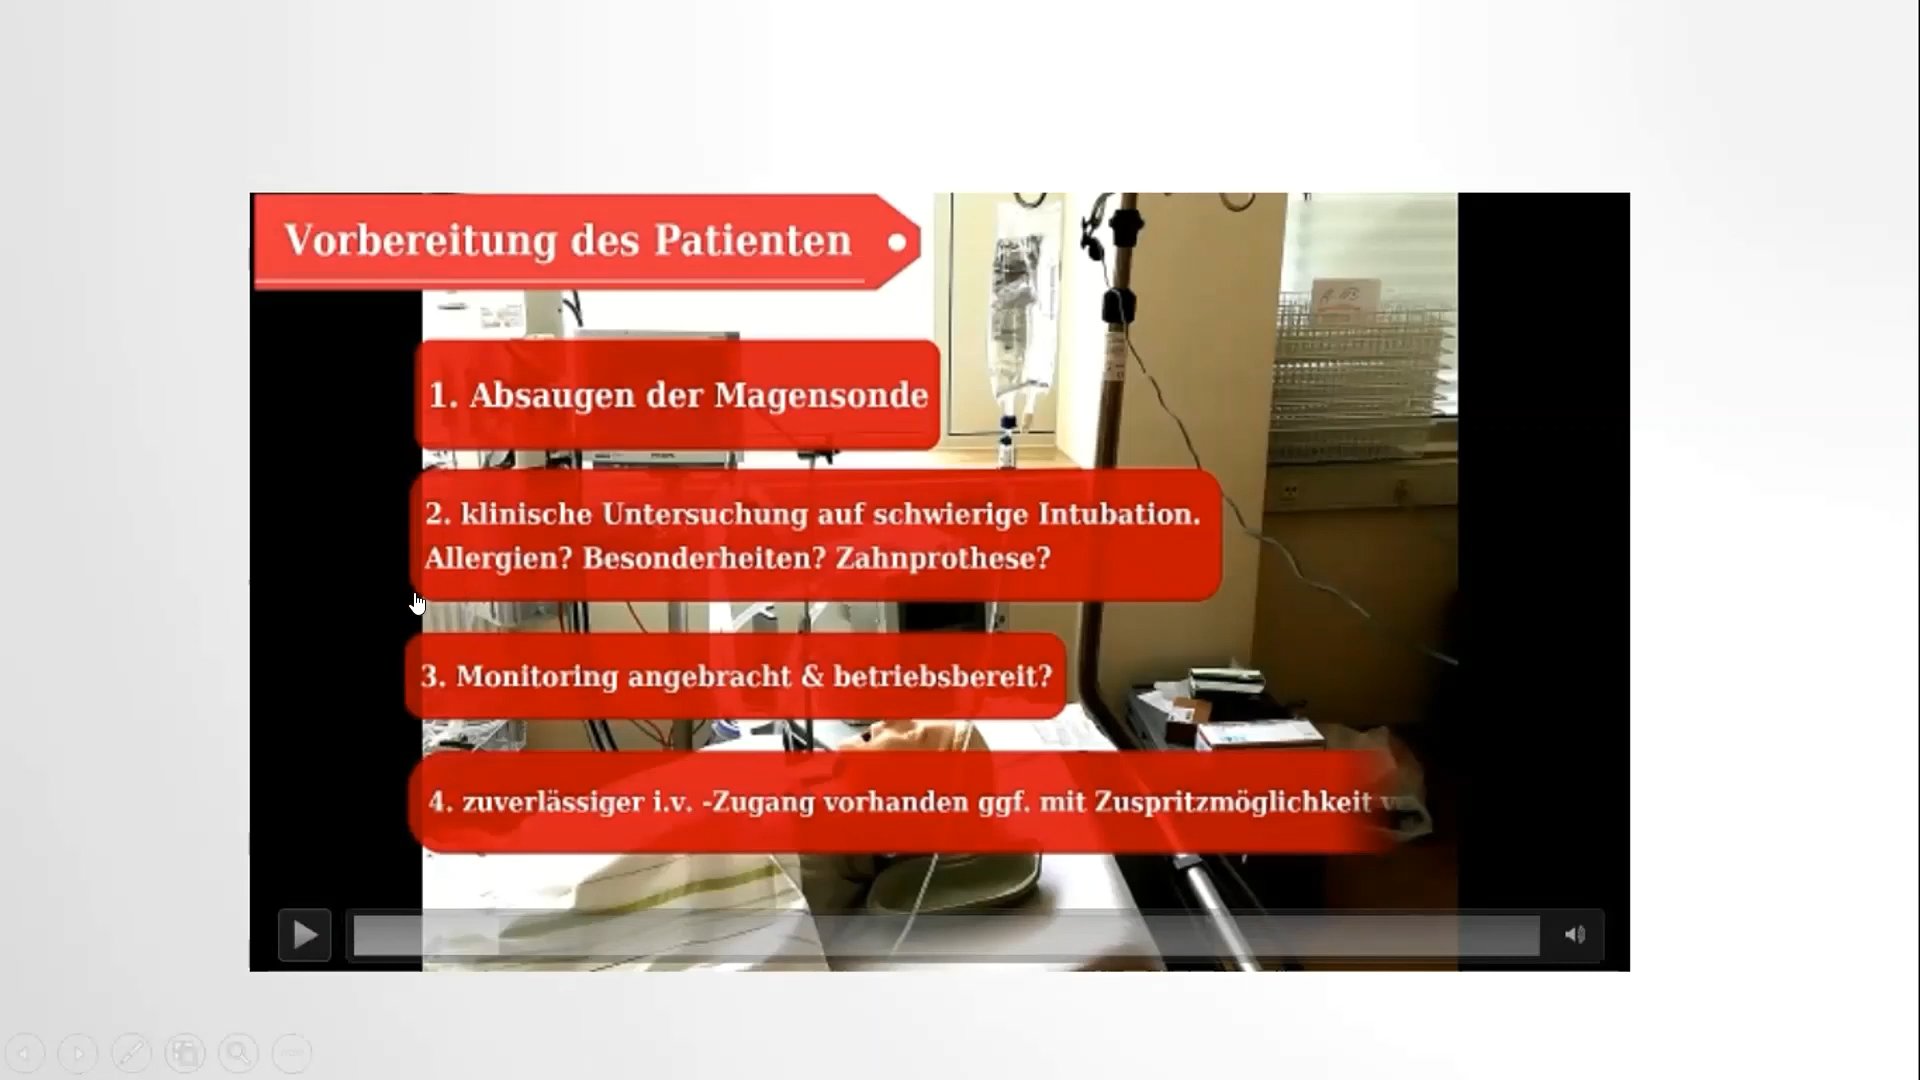 Vorbereitung des Patienten
1. Absaugen der Magensonde
2. klinische Untersuchung auf schwierige Intubation.
Allergien? Besonderheiten? Zahnprothese?
3. Monitoring angebracht & betriebsbereit?
4. zuverlässiger i.v. -Zugang vorhanden ggf. mit Zuspritzmöglichkeit